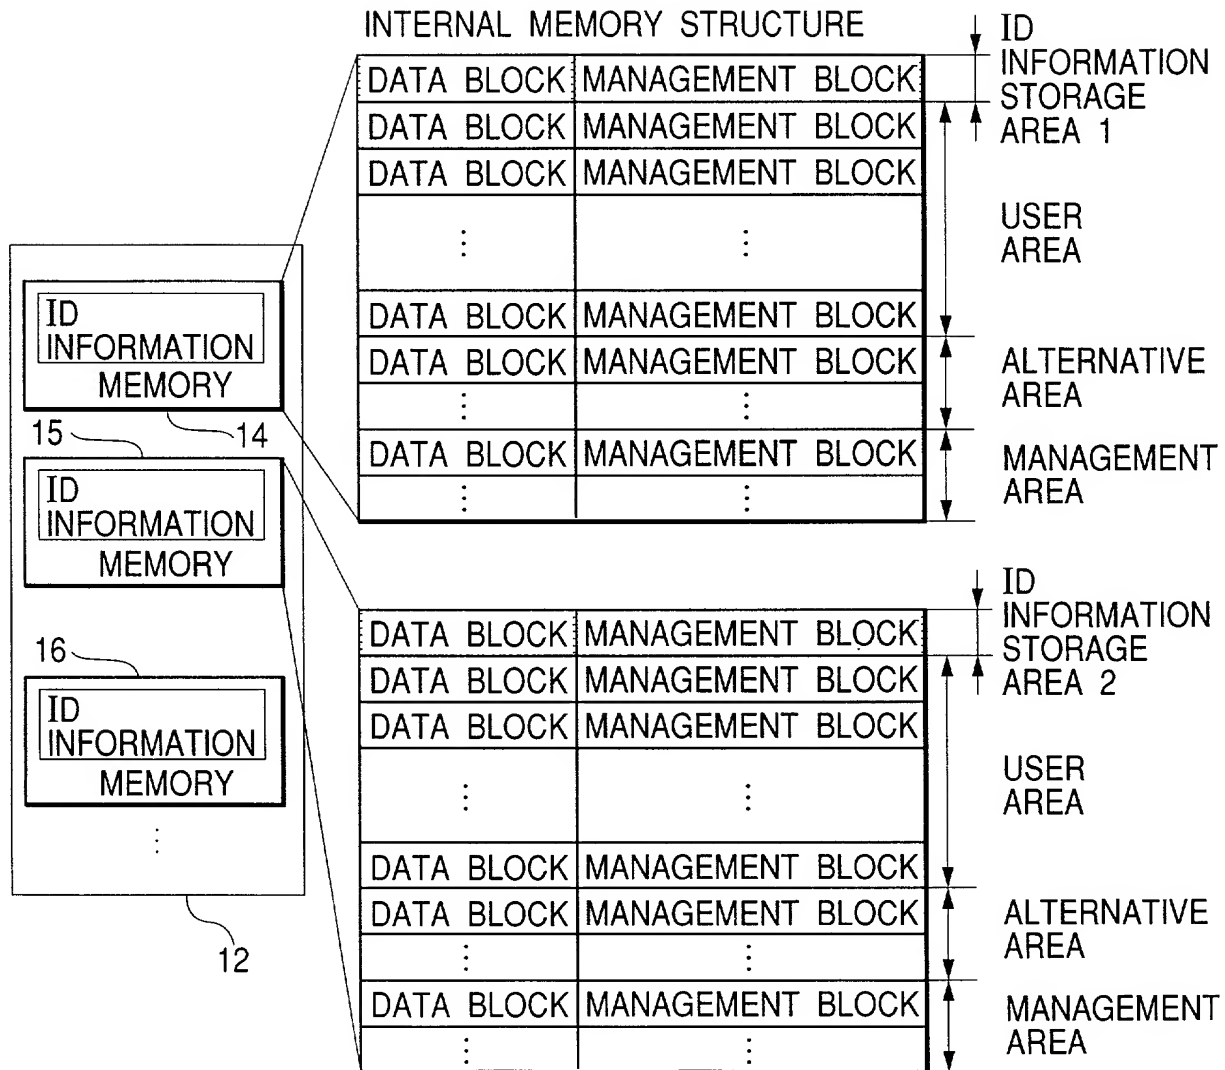 INTERNAL MEMORY STRUCTURE
DATA BLOCK MANAGEMENT BLOCK
DATA BLOCK MANAGEMENT BLOCK
DATA BLOCK MANAGEMENT BLOCK
DATA BLOCK MANAGEMENT BLOCK
DATA BLOCK MANAGEMENT BLOCK
DATA BLOCK MANAGEMENT BLOCK
ID
INFORMATION
STORAGE
AREA 1
USER
AREA
ALTERNATIVE
AREA
MANAGEMENT
AREA
ID
INFORMATION
MEMORY
14
15
ID
INFORMATION
MEMORY
16
ID
INFORMATION
MEMORY
12
DATA BLOCK MANAGEMENT BLOCK
DATA BLOCK MANAGEMENT BLOCK
DATA BLOCK MANAGEMENT BLOCK
DATA BLOCK MANAGEMENT BLOCK
DATA BLOCK MANAGEMENT BLOCK
DATA BLOCK MANAGEMENT BLOCK
ID
INFORMATION
STORAGE
AREA 2
USER
AREA
ALTERNATIVE
AREA
MANAGEMENT
AREA